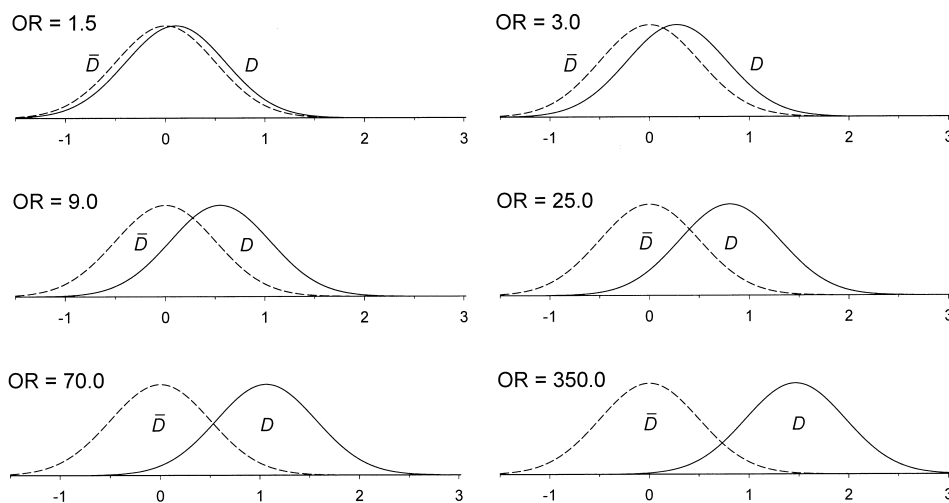 OR = 1.5
D̄
D
-1 0 1 2 3
OR = 3.0
D̄
D
-1 0 1 2 3
OR = 9.0
D̄
D
-1 0 1 2 3
OR = 25.0
D̄
D
-1 0 1 2 3
OR = 70.0
D̄
D
-1 0 1 2 3
OR = 350.0
D̄
D
-1 0 1 2 3